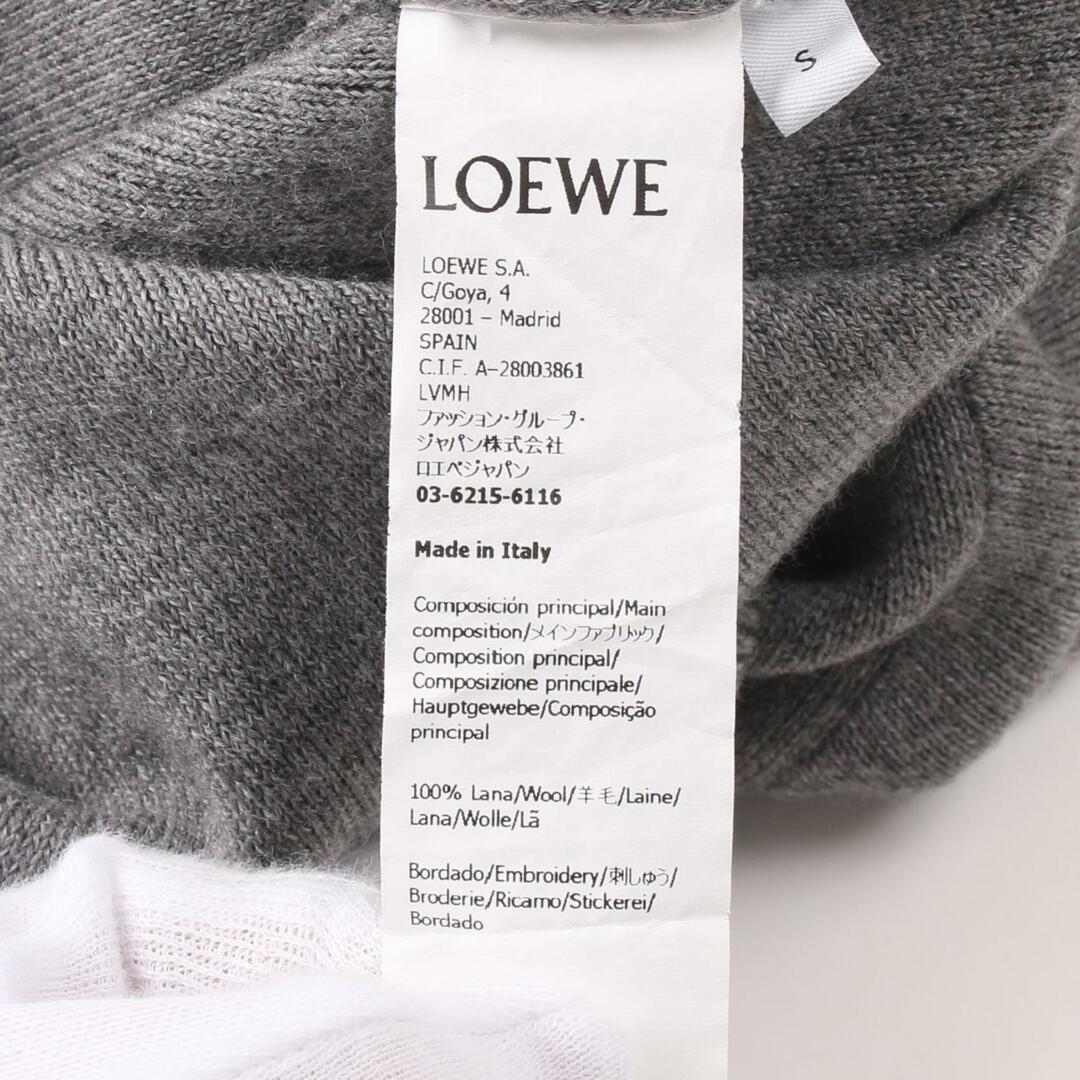 S
LOEWE
LOEWE S.A.
C/Goya, 4
28001 – Madrid
SPAIN
C.I.F. A–28003861
LVMH
ファッション・グループ・
ジャパン株式会社
ロエベジャパン
03-6215-6116
Made in Italy
Composición principal/Main
composition/メインファブリック/
Composition principal/
Composizione principale/
Hauptgewebe/Composição
principal
100% Lana/Wool/羊毛/Laine/
Lana/Wolle/Lã
Bordado/Embroidery/刺しゅう/
Broderie/Ricamo/Stickerei/
Bordado